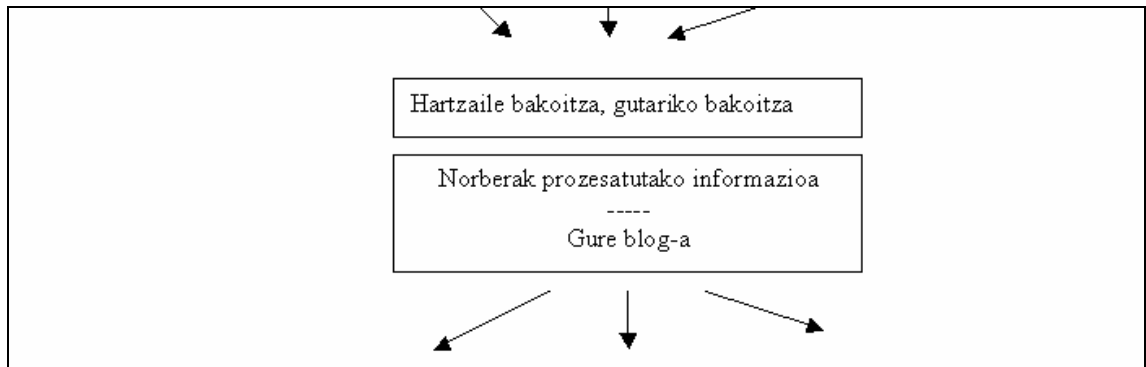 Hartzaile bakoitza, gutariko bakoitza
Norberak prozesatutako informazioa
-----
Gure blog-a